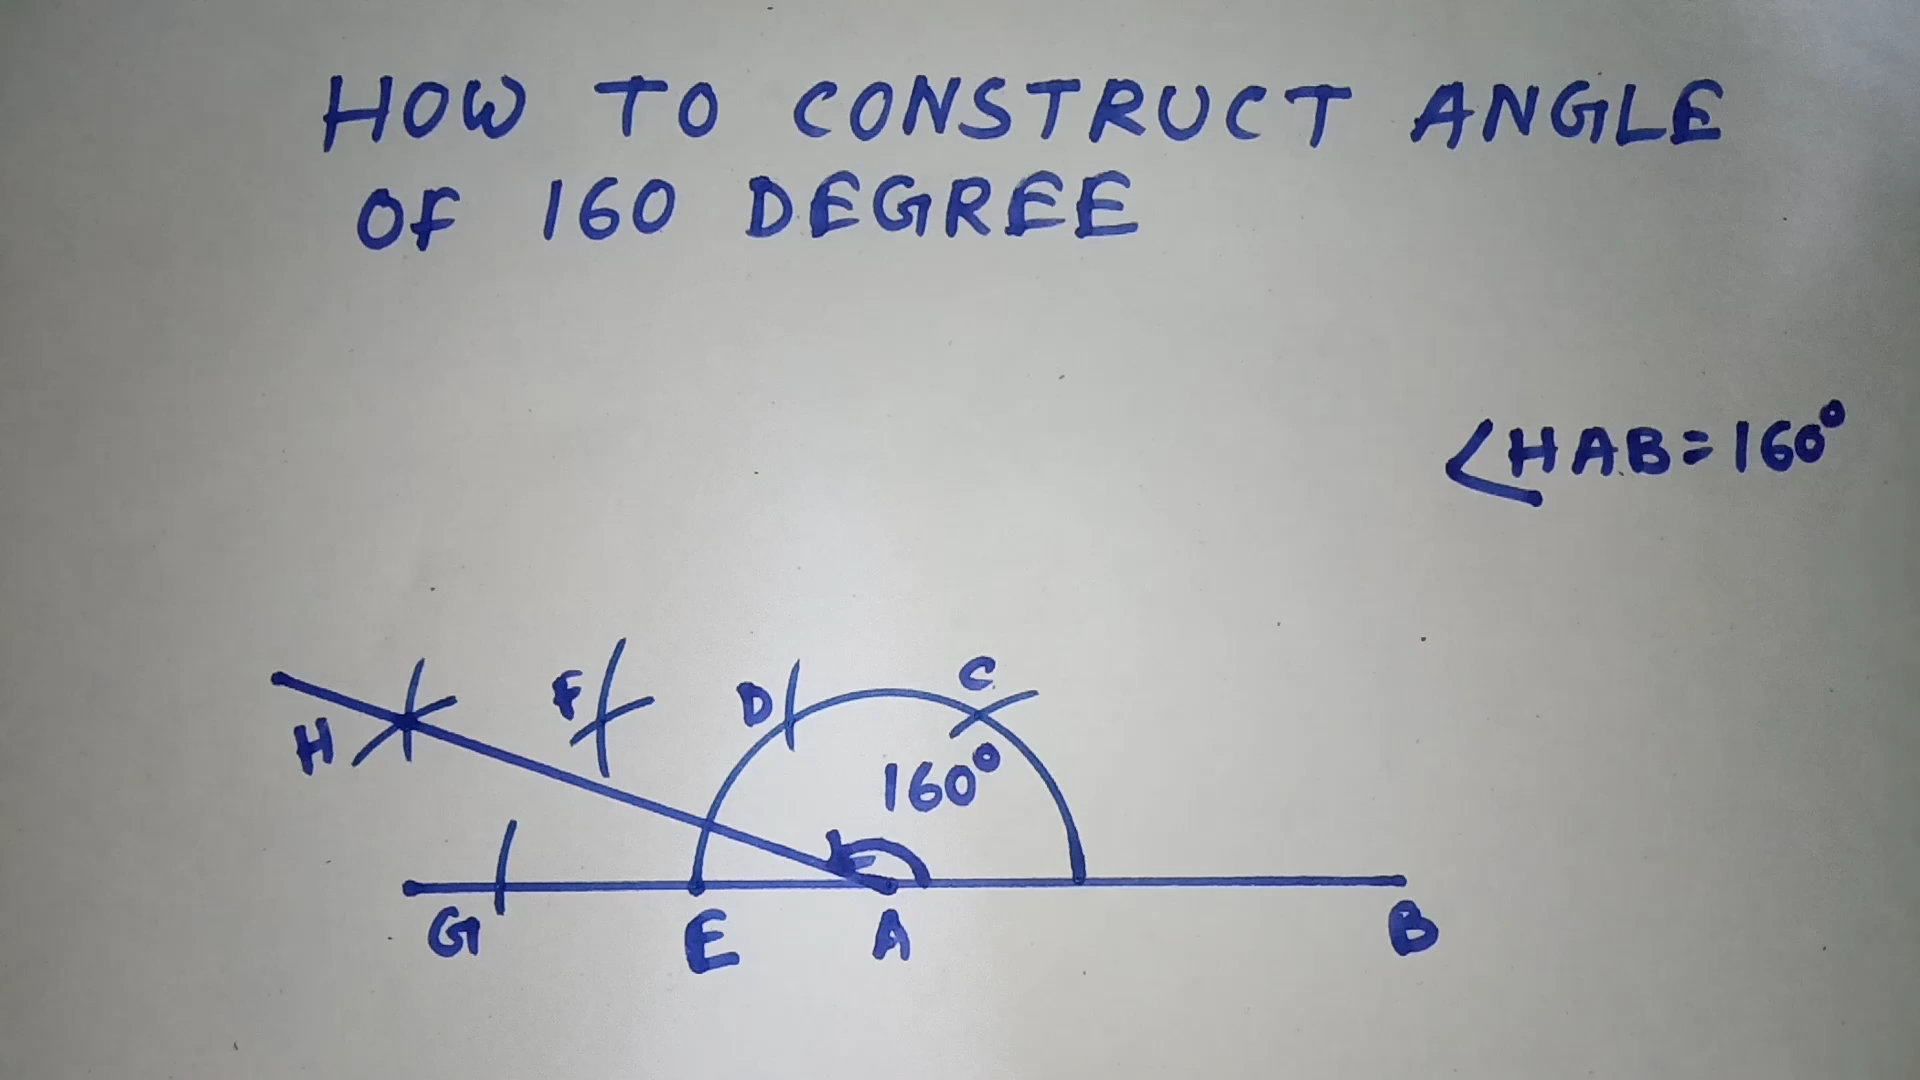 HOW TO CONSTRUCT ANGLE
OF 160 DEGREE
∠HAB=160°
H F D C
160°
G E A B